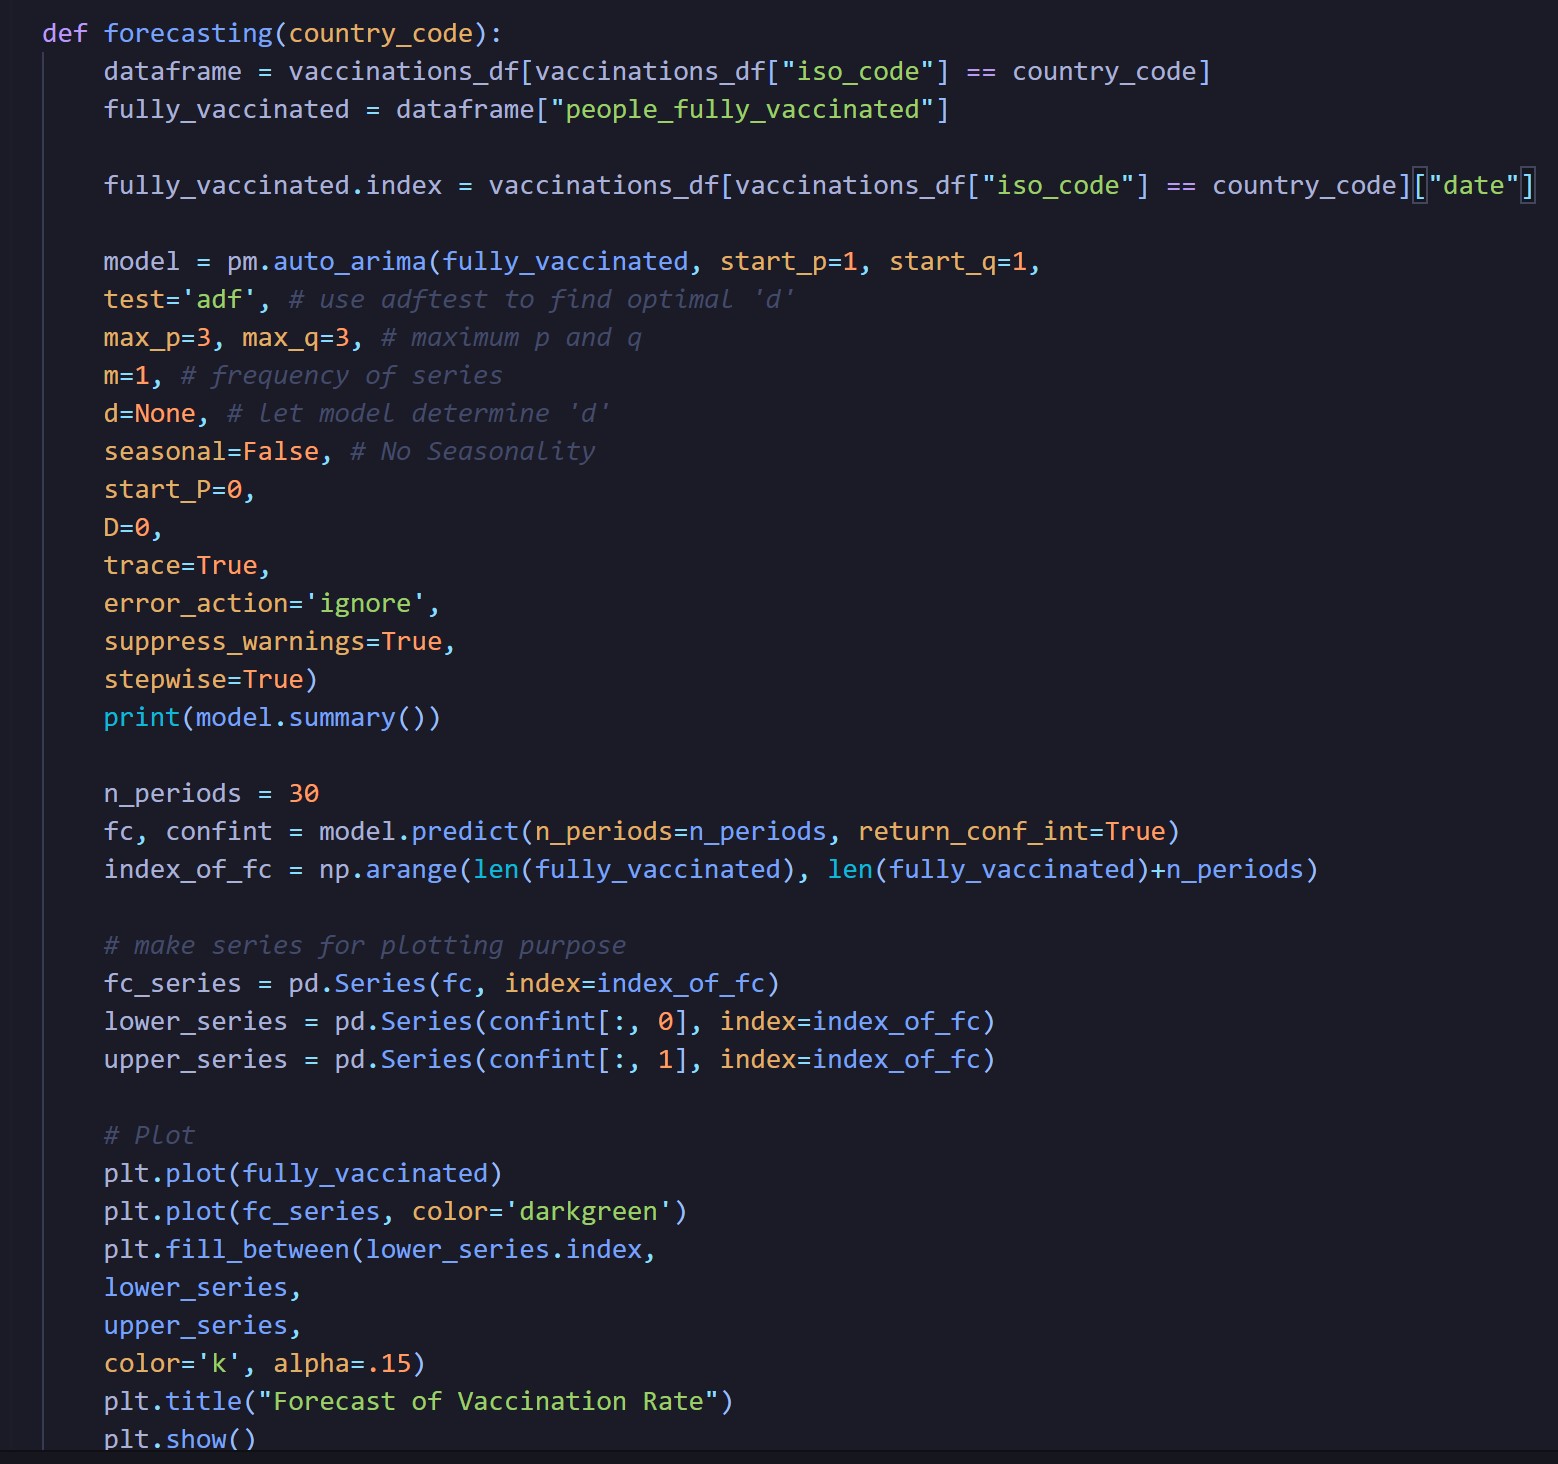 def forecasting(country_code):
    dataframe = vaccinations_df[vaccinations_df["iso_code"] == country_code]
    fully_vaccinated = dataframe["people_fully_vaccinated"]

    fully_vaccinated.index = vaccinations_df[vaccinations_df["iso_code"] == country_code]["date"]

    model = pm.auto_arima(fully_vaccinated, start_p=1, start_q=1,
    test='adf', # use adftest to find optimal 'd'
    max_p=3, max_q=3, # maximum p and q
    m=1, # frequency of series
    d=None, # let model determine 'd'
    seasonal=False, # No Seasonality
    start_P=0,
    D=0,
    trace=True,
    error_action='ignore',
    suppress_warnings=True,
    stepwise=True)
    print(model.summary())

    n_periods = 30
    fc, confint = model.predict(n_periods=n_periods, return_conf_int=True)
    index_of_fc = np.arange(len(fully_vaccinated), len(fully_vaccinated)+n_periods)

    # make series for plotting purpose
    fc_series = pd.Series(fc, index=index_of_fc)
    lower_series = pd.Series(confint[:, 0], index=index_of_fc)
    upper_series = pd.Series(confint[:, 1], index=index_of_fc)

    # Plot
    plt.plot(fully_vaccinated)
    plt.plot(fc_series, color='darkgreen')
    plt.fill_between(lower_series.index,
    lower_series,
    upper_series,
    color='k', alpha=.15)
    plt.title("Forecast of Vaccination Rate")
    plt.show()